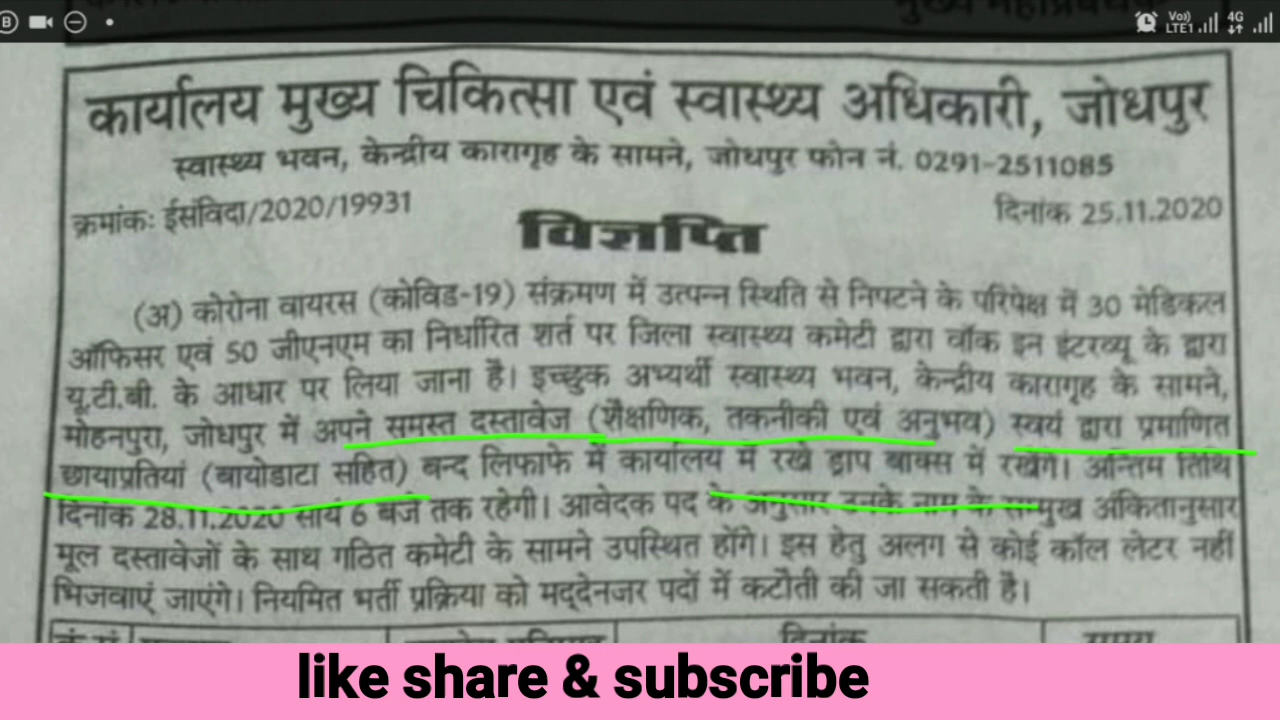 B
Vo))
LTE1
4G
कार्यालय मुख्य चिकित्सा एवं स्वास्थ्य अधिकारी, जोधपुर
स्वास्थ्य भवन, केन्द्रीय कारागृह के सामने, जोधपुर फोन नं. 0291-2511085
क्रमांकः ईसंविदा/2020/19931
दिनांक 25.11.2020
विज्ञप्ति
(अ) कोरोना वायरस (कोविड-19) संक्रमण में उत्पन्न स्थिति से निपटने के परिपेक्ष में 30 मेडिकल
ऑफिसर एवं 50 जीएनएम का निर्धारित शर्त पर जिला स्वास्थ्य कमेटी द्वारा वॉक इन इंटरव्यू के द्वारा
यू.टी.बी. के आधार पर लिया जाना है। इच्छुक अभ्यर्थी स्वास्थ्य भवन, केन्द्रीय कारागृह के सामने,
मोहनपुरा, जोधपुर में अपने समस्त दस्तावेज (शैक्षणिक, तकनीकी एवं अनुभव) स्वयं द्वारा प्रमाणित
छायाप्रतियां (बायोडाटा सहित) बन्द लिफाफे में कार्यालय में रखे ड्राप बाक्स में रखेंगे। अन्तिम तिथि
दिनांक 28.11.2020 सायं 6 बजे तक रहेगी। आवेदक पद के अनुसार उनके नाम के सम्मुख अंकितानुसार
मूल दस्तावेजों के साथ गठित कमेटी के सामने उपस्थित होंगे। इस हेतु अलग से कोई कॉल लेटर नहीं
भिजवाएं जाएंगे। नियमित भर्ती प्रक्रिया को मद्देनजर पदों में कटौती की जा सकती है।
दिनांक
समय
like share & subscribe